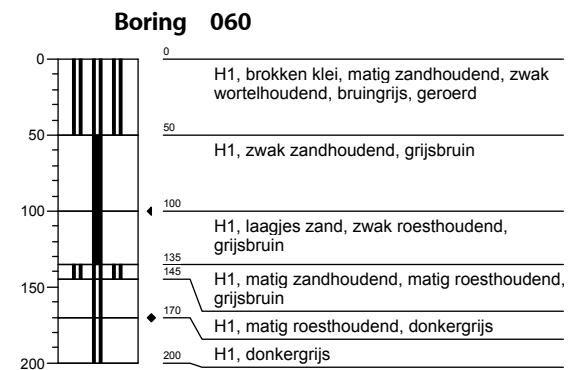 Boring 060
0
0
H1, brokken klei, matig zandhoudend, zwak
wortelhoudend, bruingrijs, geroerd
50
50
H1, zwak zandhoudend, grijsbruin
100
100
H1, laagjes zand, zwak roesthoudend,
grijsbruin
135
145
H1, matig zandhoudend, matig roesthoudend,
grijsbruin
150
170
H1, matig roesthoudend, donkergrijs
200
200
H1, donkergrijs